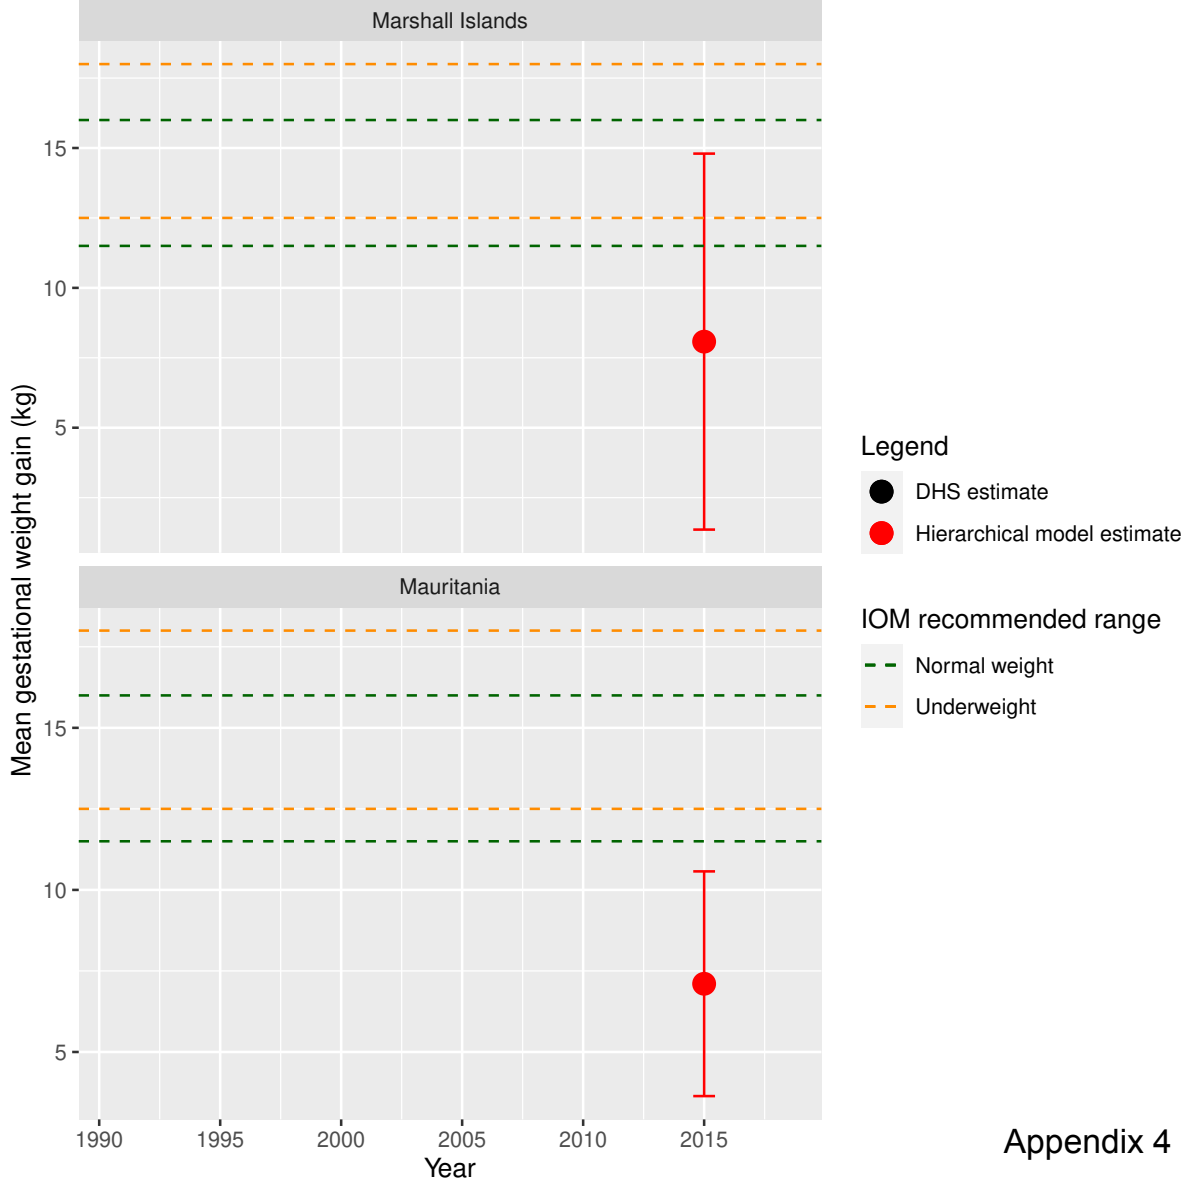 Marshall Islands
15
10
5
Mean gestational weight gain (kg)
Mauritania
15
10
5
1990 1995 2000 2005 2010 2015
Year
Legend
DHS estimate
Hierarchical model estimate
IOM recommended range
Normal weight
Underweight
Appendix 4